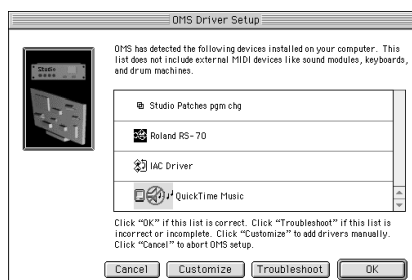 OMS Driver Setup
OMS has detected the following devices installed on your computer. This
list does not include external MIDI devices like sound modules, keyboards,
and drum machines.
Studio
Studio Patches pgm chg
Roland RS-70
IAC Driver
QuickTime Music
Click “OK” if this list is correct. Click “Troubleshoot” if this list is
incorrect or incomplete. Click “Customize” to add drivers manually.
Click “Cancel” to abort OMS setup.
Cancel Customize Troubleshoot OK